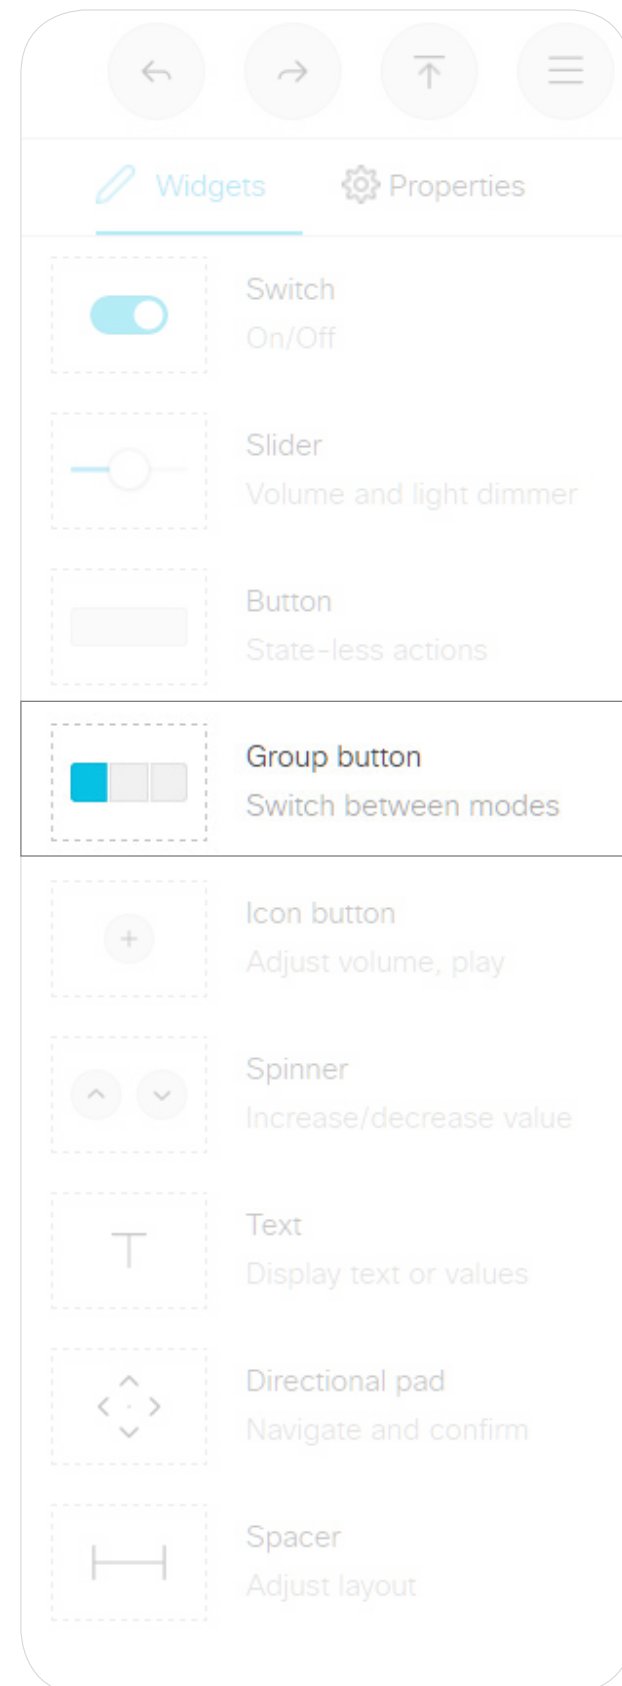 Widgets
Properties
Switch
On/Off
Slider
Volume and light dimmer
Button
State-less actions
Group button
Switch between modes
Icon button
Adjust volume, play
Spinner
Increase/decrease value
Text
Display text or values
Directional pad
Navigate and confirm
Spacer
Adjust layout